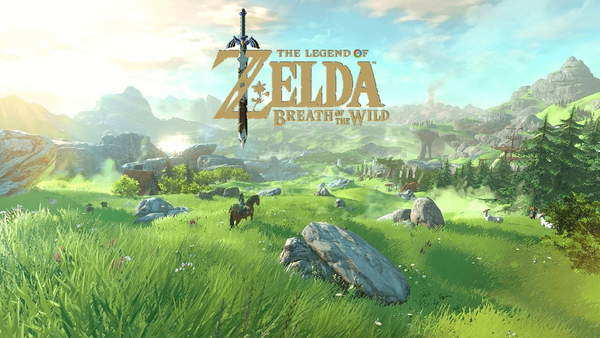 THE LEGEND OF
ZELDA
BREATH OF THE WILD